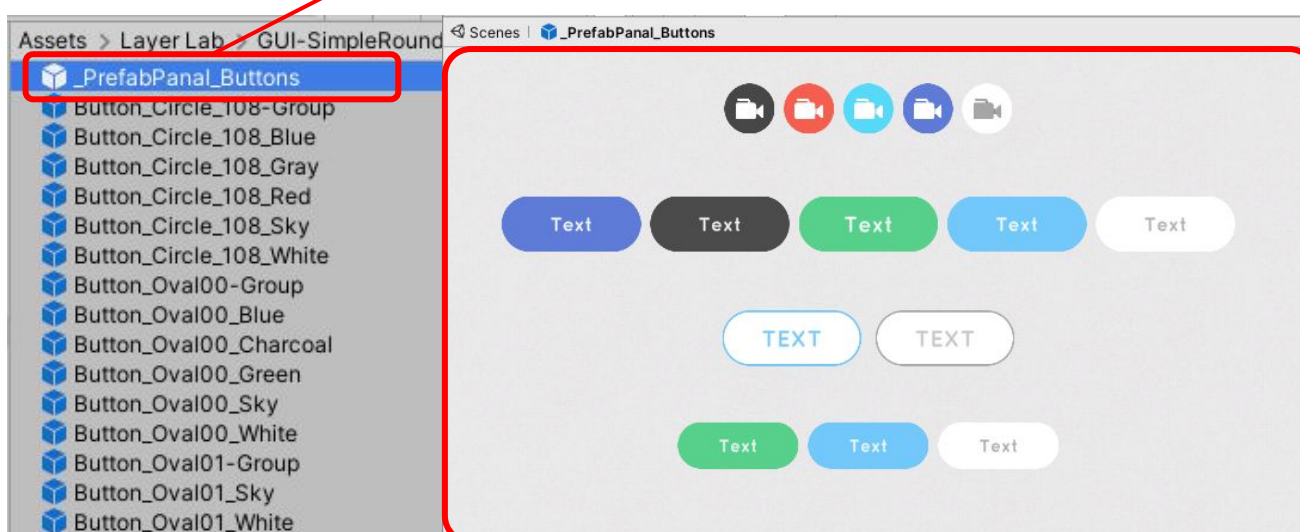 Assets > Layer Lab > GUI-SimpleRound
_PrefabPanal_Buttons
Button_Circle_108-Group
Button_Circle_108_Blue
Button_Circle_108_Gray
Button_Circle_108_Red
Button_Circle_108_Sky
Button_Circle_108_White
Button_Oval00-Group
Button_Oval00_Blue
Button_Oval00_Charcoal
Button_Oval00_Green
Button_Oval00_Sky
Button_Oval00_White
Button_Oval01-Group
Button_Oval01_Sky
Button_Oval01_White
Scenes | _PrefabPanal_Buttons
Text Text Text Text Text
TEXT TEXT
Text Text Text